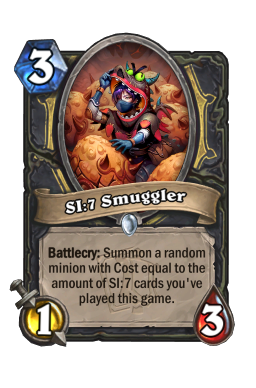 3
SI:7 Smuggler
Battlecry: Summon a random
minion with Cost equal to the
amount of SI:7 cards you've
played this game.
1
3